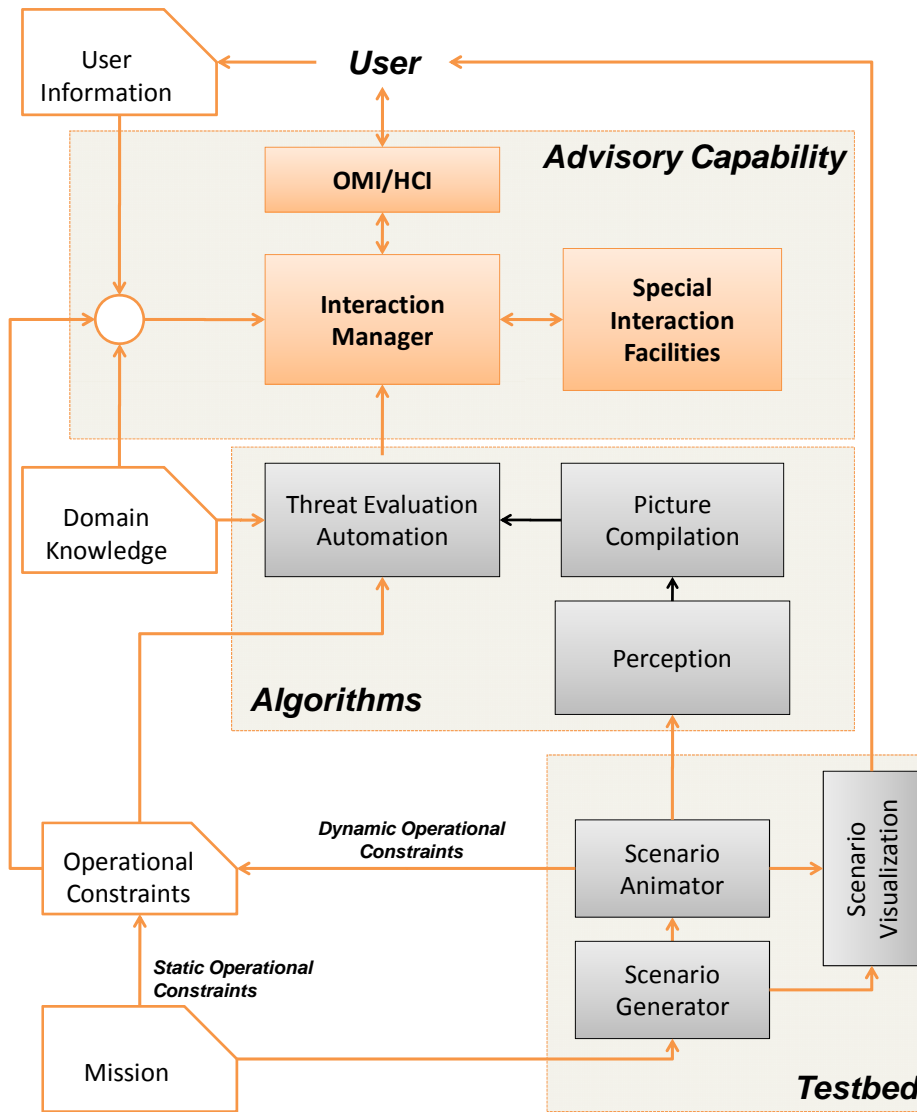 User
Information
User
Advisory Capability
OMI/HCI
Interaction
Manager
Special
Interaction
Facilities
Domain
Knowledge
Threat Evaluation
Automation
Picture
Compilation
Perception
Algorithms
Dynamic Operational
Constraints
Operational
Constraints
Scenario
Animator
Scenario
Visualization
Static Operational
Constraints
Scenario
Generator
Mission
Testbed